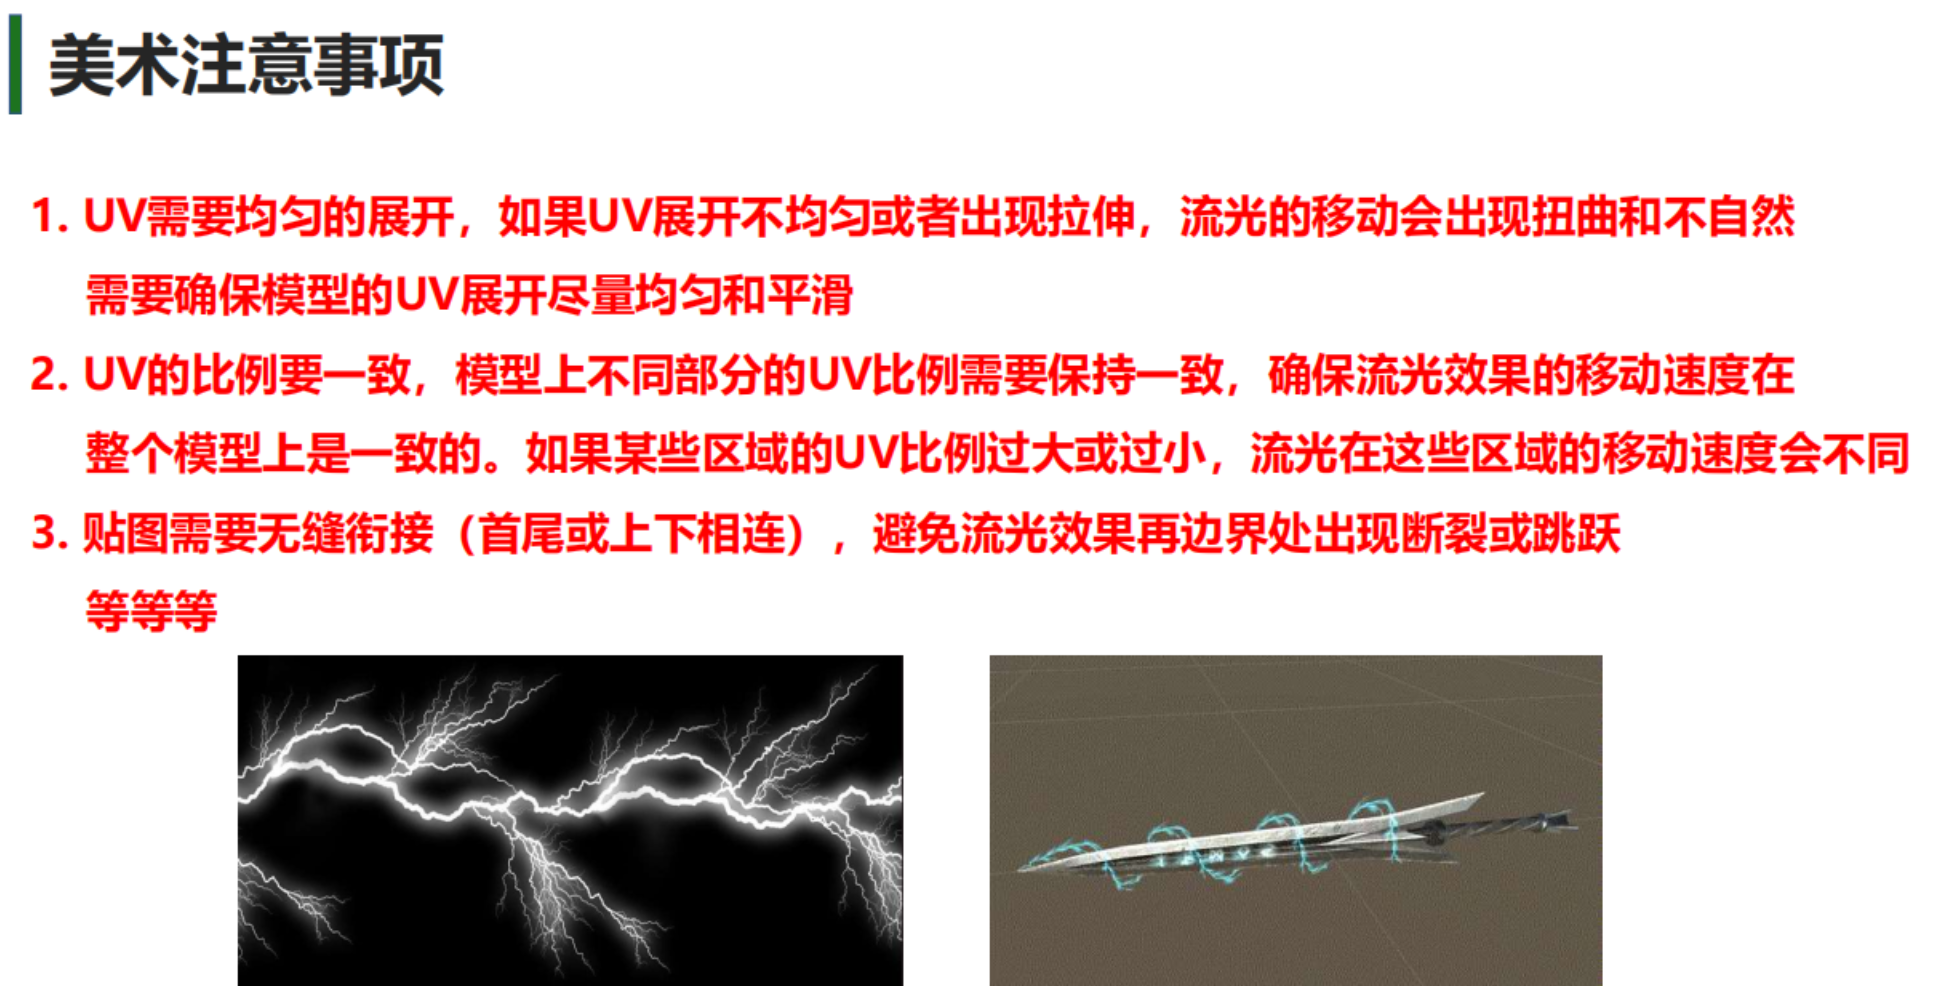 美术注意事项
1. UV需要均匀的展开，如果UV展开不均匀或者出现拉伸，流光的移动会出现扭曲和不自然
需要确保模型的UV展开尽量均匀和平滑
2. UV的比例要一致，模型上不同部分的UV比例需要保持一致，确保流光效果的移动速度在
整个模型上是一致的。如果某些区域的UV比例过大或过小，流光在这些区域的移动速度会不同
3. 贴图需要无缝衔接（首尾或上下相连），避免流光效果再边界处出现断裂或跳跃
等等等